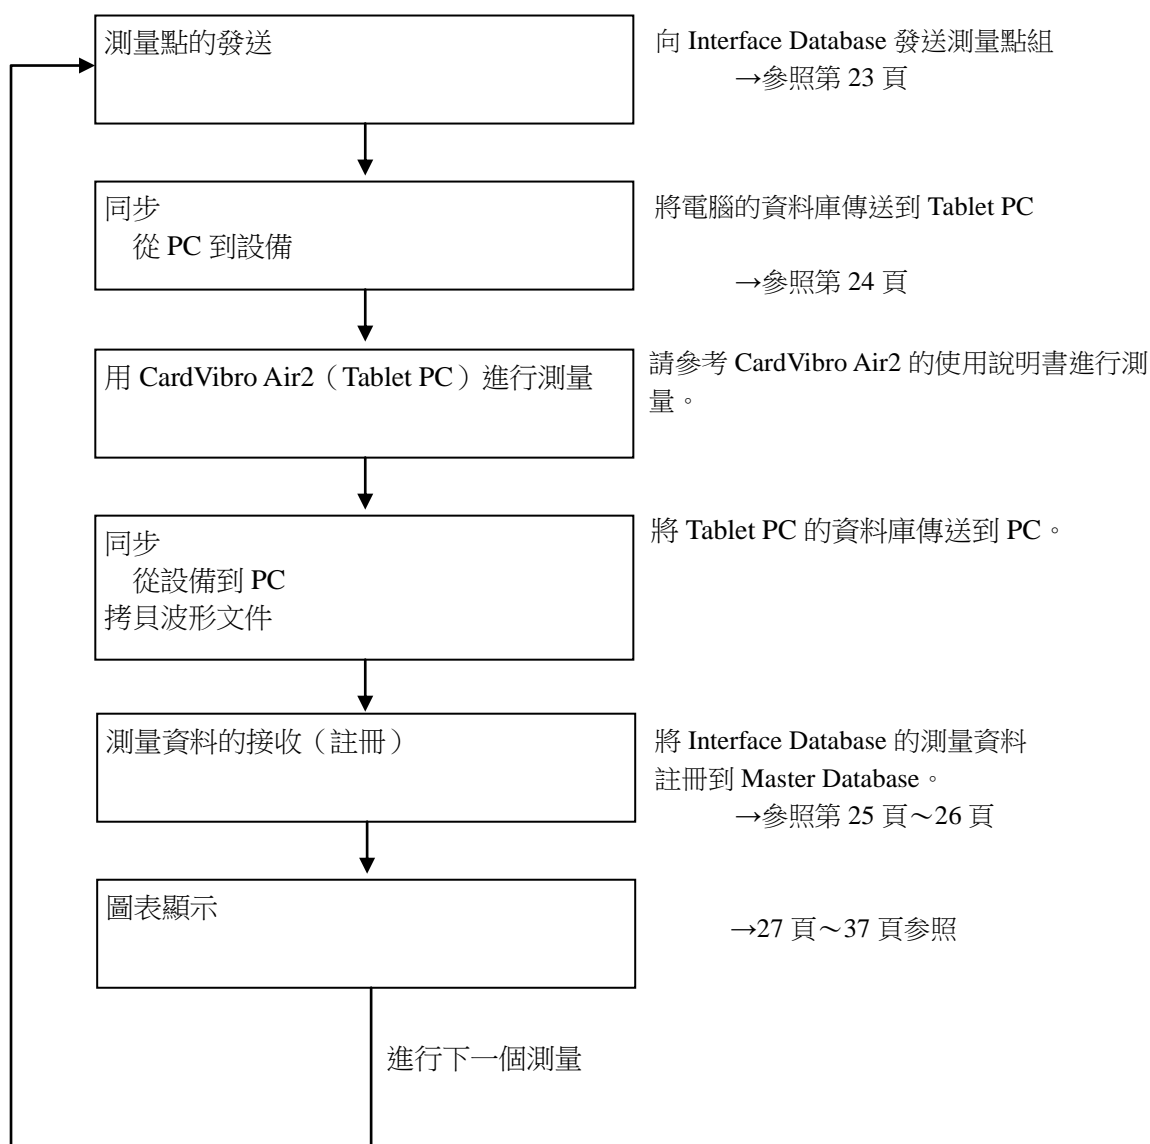 測量點的發送
向 Interface Database 發送測量點組
→參照第 23 頁
同步
從 PC 到設備
將電腦的資料庫傳送到 Tablet PC
→參照第 24 頁
用 CardVibro Air2（Tablet PC）進行測量
請參考 CardVibro Air2 的使用說明書進行測
量。
同步
從設備到 PC
拷貝波形文件
將 Tablet PC 的資料庫傳送到 PC。
測量資料的接收（註冊）
將 Interface Database 的測量資料
註冊到 Master Database。
→參照第 25 頁～26 頁
圖表顯示
→27 頁～37 頁参照
進行下一個測量